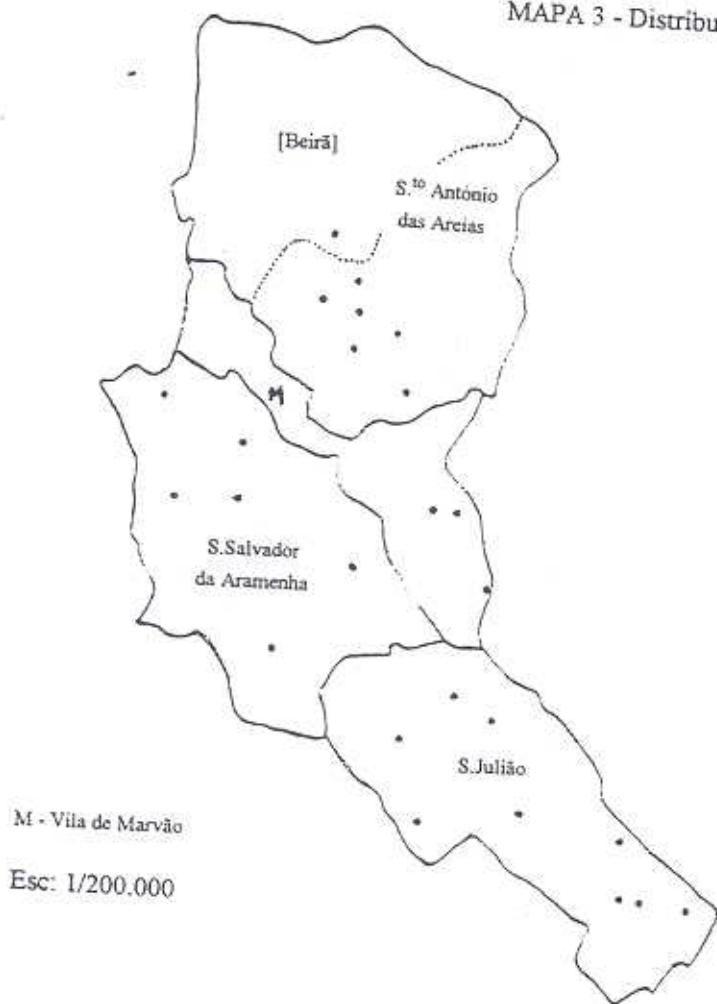 MAPA 3 - Distribu
[Beirã]
S.to António
das Areias
M
S.Salvador
da Aramenha
S.Julião
M - Vila de Marvão
Esc: 1/200.000